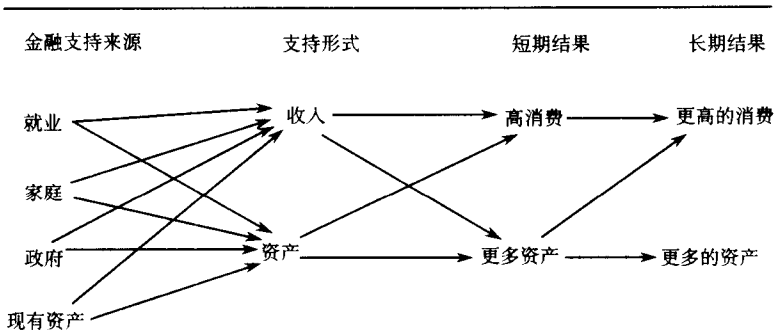 金融支持来源 支持形式 短期结果 长期结果
就业 收入 高消费 更高的消费
家庭
政府 资产 更多资产 更多的资产
现有资产